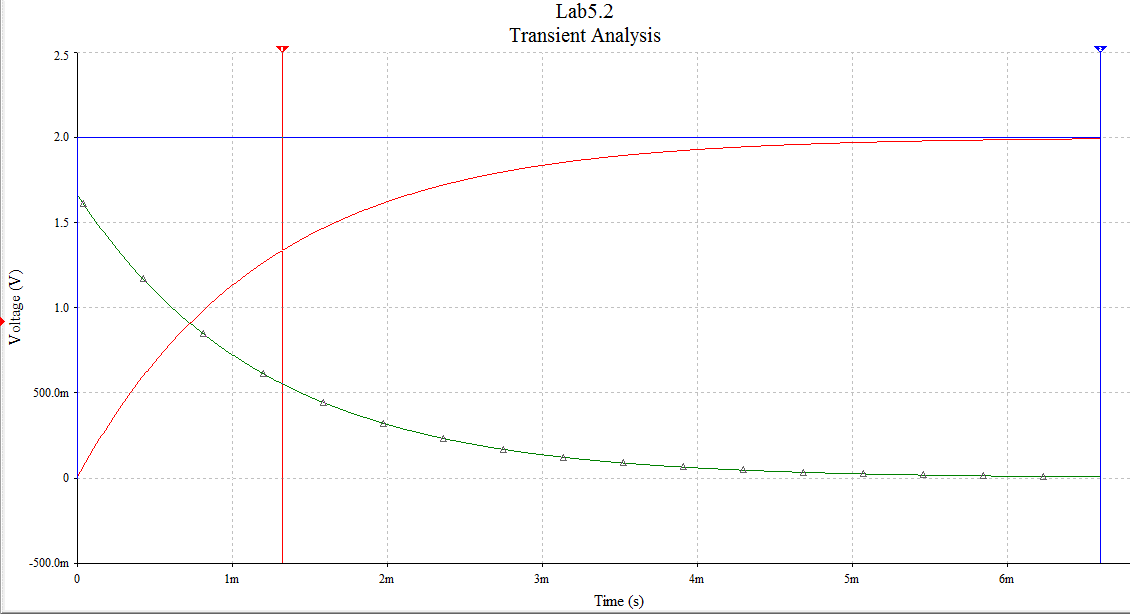 Lab5.2
Transient Analysis
2.5
2.0
1.5
1.0
500.0m
0
-500.0m
Voltage (V)
0 1m 2m 3m 4m 5m 6m
Time (s)